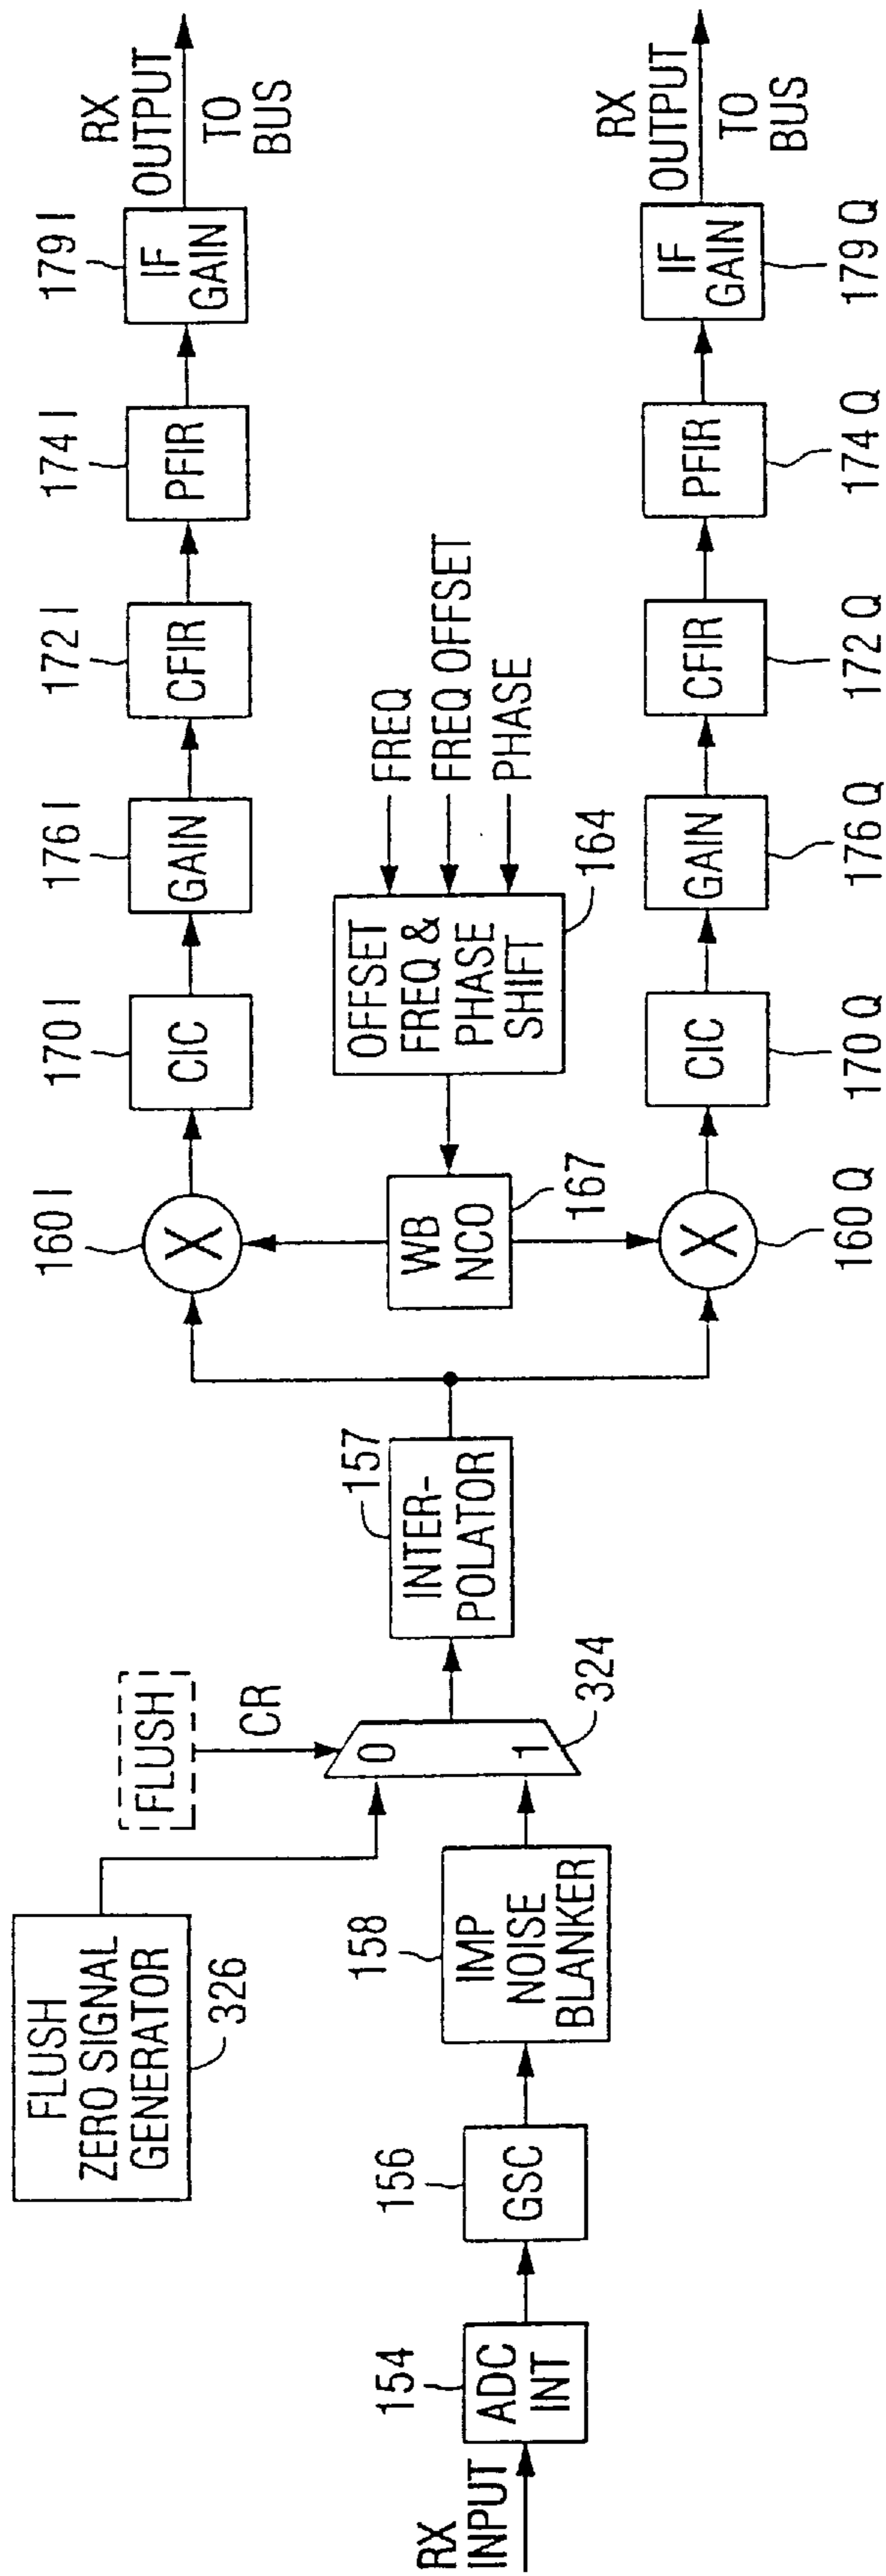 RX
INPUT
154
ADC
INT
156
GSC
158
IMP
NOISE
BLANKER
FLUSH
ZERO SIGNAL
GENERATOR
326
FLUSH
CR
0
1
324
157
INTER-
POLATOR
160 I
X
WB
NCO
167
160 Q
X
OFFSET
FREQ &
PHASE
SHIFT
164
FREQ
FREQ OFFSET
PHASE
170 I
CIC
176 I
GAIN
172 I
CFIR
174 I
PFIR
179 I
IF
GAIN
RX
OUTPUT
TO
BUS
170 Q
CIC
176 Q
GAIN
172 Q
CFIR
174 Q
PFIR
179 Q
IF
GAIN
RX
OUTPUT
TO
BUS